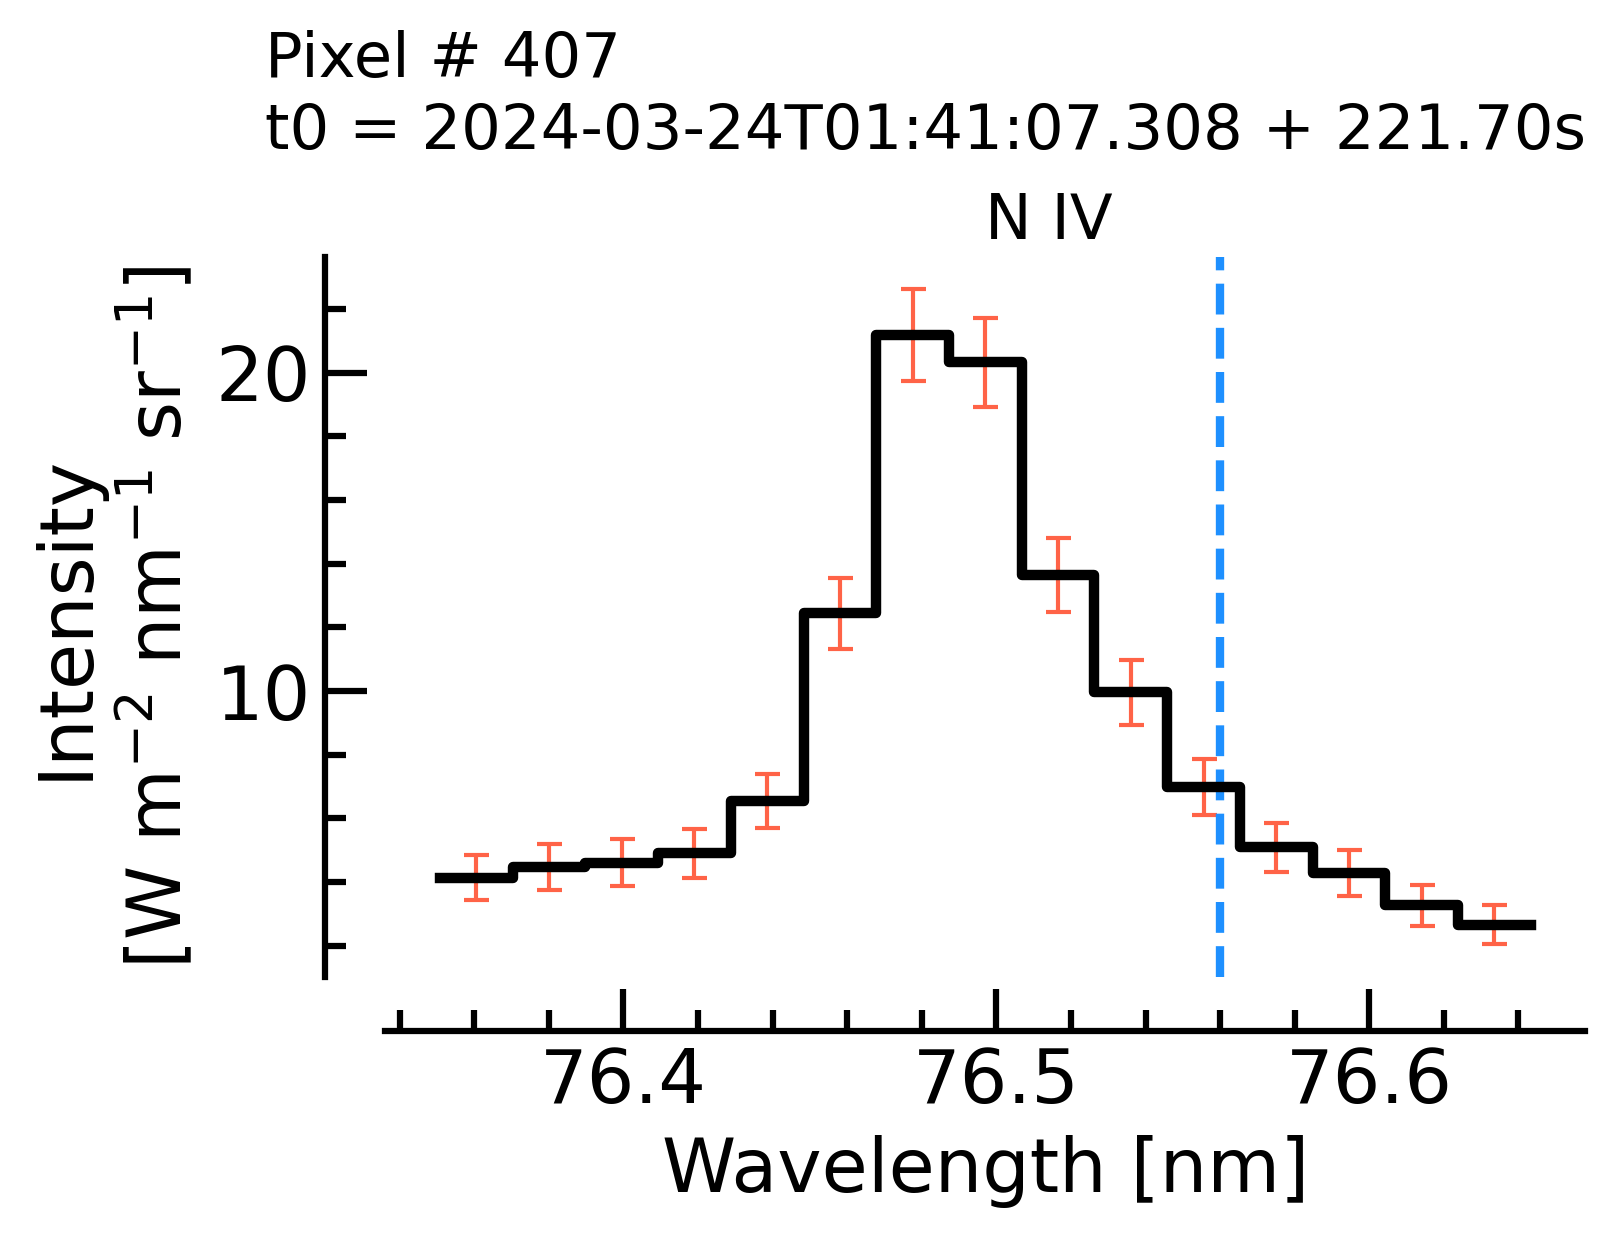 Pixel # 407
t0 = 2024-03-24T01:41:07.308 + 221.70s
N IV
Intensity
[W m⁻² nm⁻¹ sr⁻¹]
20
10
76.4 76.5 76.6
Wavelength [nm]